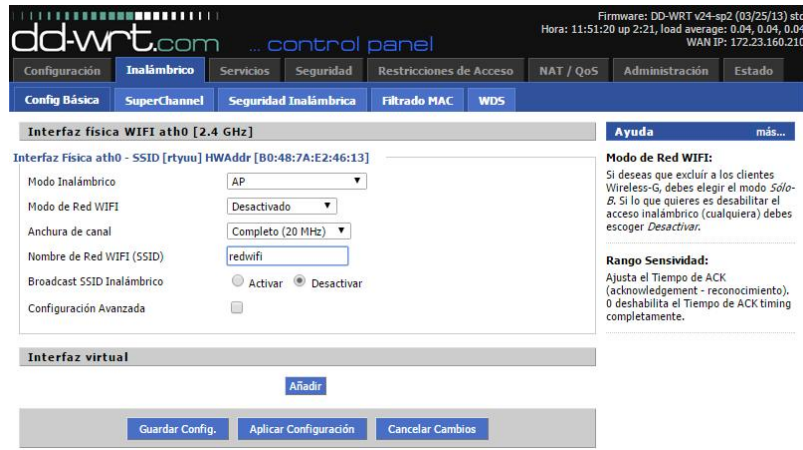 dd-wrt.com ... control panel
Firmware: DD-WRT v24-sp2 (03/25/13) std
Hora: 11:51:20 up 2:21, load average: 0.04, 0.04, 0.04
WAN IP: 172.23.160.210
Configuración Inalámbrico Servicios Seguridad Restricciones de Acceso NAT / QoS Administración Estado
Config Básica SuperChannel Seguridad Inalámbrica Filtrado MAC WDS
Interfaz física WIFI ath0 [2.4 GHz]
Interfaz Física ath0 - SSID [rtyuu] HWAddr [B0:48:7A:E2:46:13]
Modo Inalámbrico AP
Modo de Red WIFI Desactivado
Anchura de canal Completo (20 MHz)
Nombre de Red WIFI (SSID) redwifi
Broadcast SSID Inalámbrico Activar Desactivar
Configuración Avanzada
Interfaz virtual
Añadir
Guardar Config. Aplicar Configuración Cancelar Cambios
Ayuda más...
Modo de Red WIFI:
Si deseas que excluír a los clientes
Wireless-G, debes elegir el modo Sólo-
B. Si lo que quieres es desabilitar el
acceso inalámbrico (cualquiera) debes
escoger Desactivar.
Rango Sensividad:
Ajusta el Tiempo de ACK
(acknowledgement - reconocimiento).
0 deshabilita el Tiempo de ACK timing
completamente.